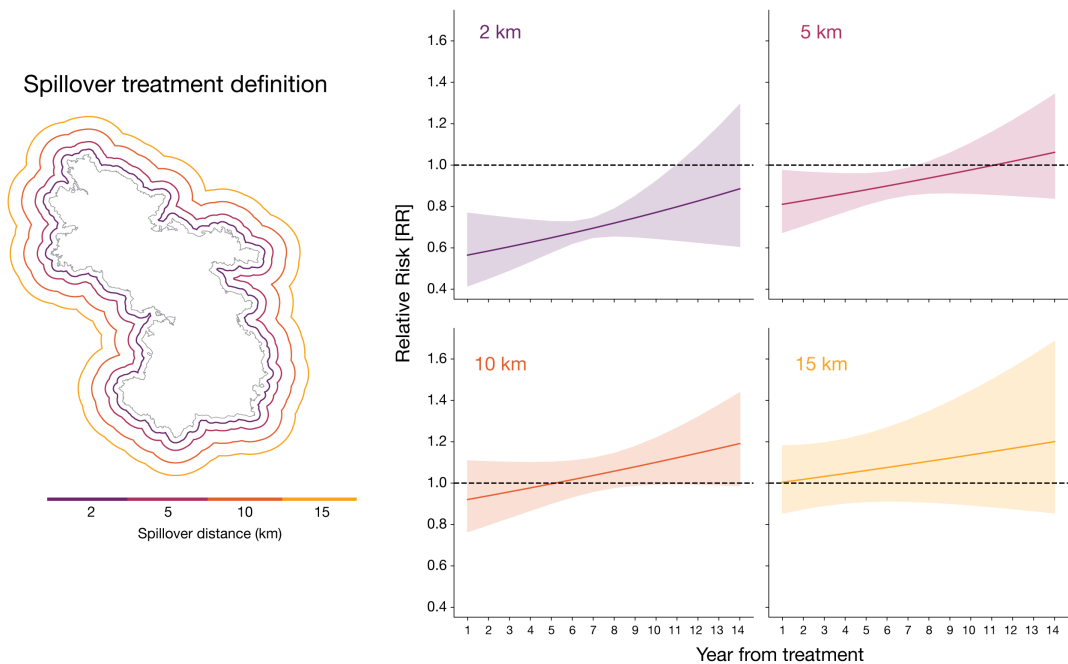 Spillover treatment definition
2 5 10 15
Spillover distance (km)
Relative Risk [RR]
2 km
1.6
1.4
1.2
1.0
0.8
0.6
0.4
5 km
10 km
1.6
1.4
1.2
1.0
0.8
0.6
0.4
1 2 3 4 5 6 7 8 9 10 11 12 13 14
15 km
1 2 3 4 5 6 7 8 9 10 11 12 13 14
Year from treatment